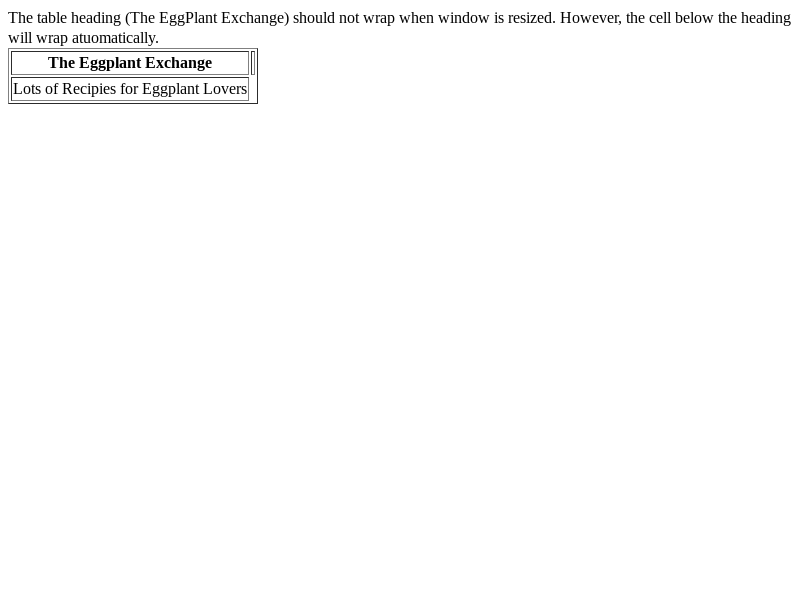 The table heading (The EggPlant Exchange) should not wrap when window is resized. However, the cell below the heading
will wrap atuomatically.
The Eggplant Exchange
Lots of Recipies for Eggplant Lovers